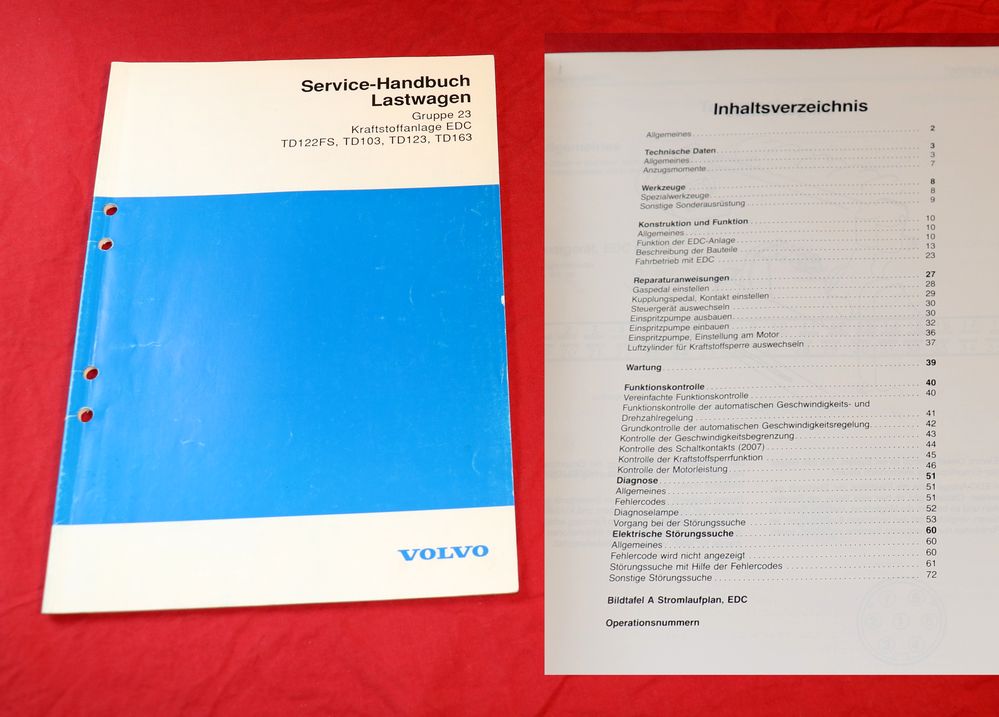 Service-Handbuch
Lastwagen
Gruppe 23
Kraftstoffanlage EDC
TD122FS, TD103, TD123, TD163
VOLVO
Inhaltsverzeichnis
Allgemeines 2
Technische Daten 3
Allgemeines 3
Anzugsmomente 7
Werkzeuge 8
Spezialwerkzeuge 8
Sonstige Sonderausrüstung 9
Konstruktion und Funktion 10
Allgemeines 10
Funktion der EDC-Anlage 10
Beschreibung der Bauteile 13
Fahrbetrieb mit EDC 23
Reparaturanweisungen 27
Gaspedal einstellen 28
Kupplungspedal, Kontakt einstellen 29
Steuergerät auswechseln 30
Einspritzpumpe ausbauen 30
Einspritzpumpe einbauen 32
Einspritzpumpe, Einstellung am Motor 36
Luftzylinder für Kraftstoffsperre auswechseln 37
Wartung 39
Funktionskontrolle 40
Vereinfachte Funktionskontrolle 40
Funktionskontrolle der automatischen Geschwindigkeits- und
Drehzahlregelung 41
Grundkontrolle der automatischen Geschwindigkeitsregelung 42
Kontrolle der Geschwindigkeitsbegrenzung 43
Kontrolle des Schaltkontakts (2007) 44
Kontrolle der Kraftstoffsperrfunktion 45
Kontrolle der Motorleistung 46
Diagnose 51
Allgemeines 51
Fehlercodes 51
Diagnoselampe 52
Vorgang bei der Störungssuche 53
Elektrische Störungssuche 60
Allgemeines 60
Fehlercode wird nicht angezeigt 60
Störungssuche mit Hilfe der Fehlercodes 61
Sonstige Störungssuche 72
Bildtafel A Stromlaufplan, EDC
Operationsnummern